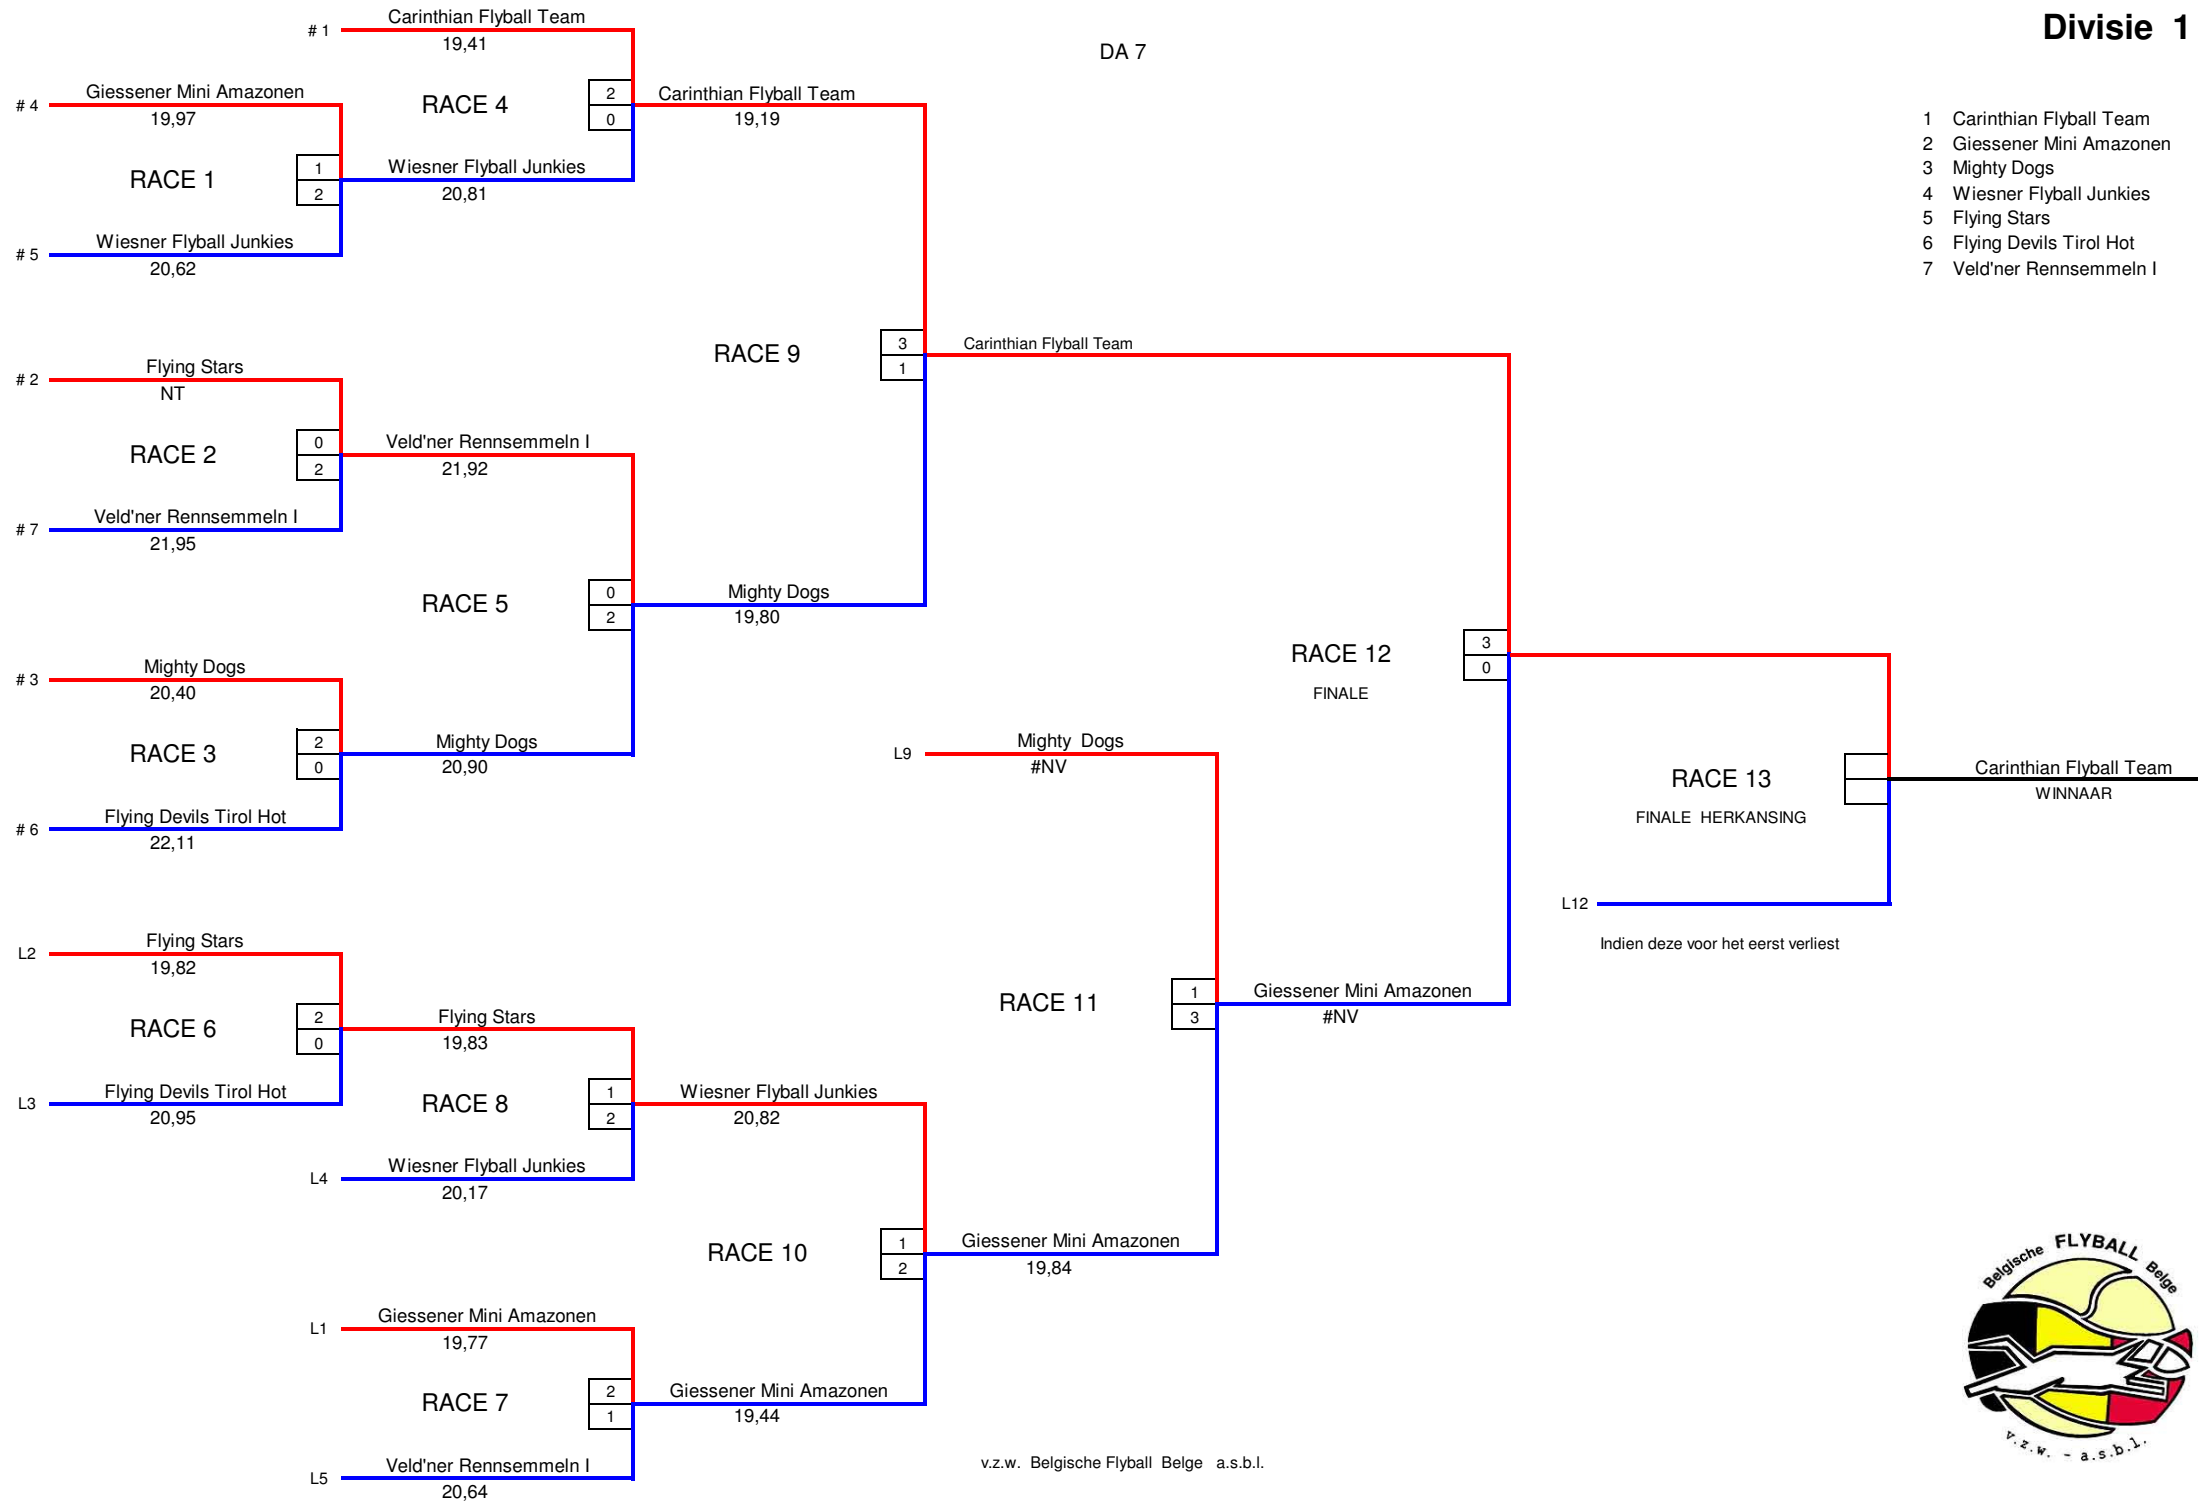 Divisie 1
DA 7
1 Carinthian Flyball Team
2 Giessener Mini Amazonen
3 Mighty Dogs
4 Wiesner Flyball Junkies
5 Flying Stars
6 Flying Devils Tirol Hot
7 Veld'ner Rennsemmeln I
# 1 Carinthian Flyball Team
19,41
# 4 Giessener Mini Amazonen
19,97
RACE 1
1
2
# 5 Wiesner Flyball Junkies
20,62
RACE 4
2
0
Wiesner Flyball Junkies
20,81
Carinthian Flyball Team
19,19
# 2 Flying Stars
NT
RACE 2
0
2
# 7 Veld'ner Rennsemmeln I
21,95
Veld'ner Rennsemmeln I
21,92
RACE 5
0
2
Mighty Dogs
19,80
# 3 Mighty Dogs
20,40
RACE 3
2
0
# 6 Flying Devils Tirol Hot
22,11
Mighty Dogs
20,90
RACE 9
3
1
Carinthian Flyball Team
L9 Mighty Dogs
#NV
RACE 12
FINALE
3
0
RACE 13
FINALE HERKANSING
Carinthian Flyball Team
WINNAAR
L12
Indien deze voor het eerst verliest
L2 Flying Stars
19,82
RACE 6
2
0
L3 Flying Devils Tirol Hot
20,95
Flying Stars
19,83
RACE 8
1
2
L4 Wiesner Flyball Junkies
20,17
Wiesner Flyball Junkies
20,82
RACE 11
1
3
Giessener Mini Amazonen
#NV
RACE 10
1
2
Giessener Mini Amazonen
19,84
L1 Giessener Mini Amazonen
19,77
RACE 7
2
1
L5 Veld'ner Rennsemmeln I
20,64
Giessener Mini Amazonen
19,44
v.z.w. Belgische Flyball Belge a.s.b.l.
Belgische FLYBALL Belge
v.z.w. - a.s.b.l.